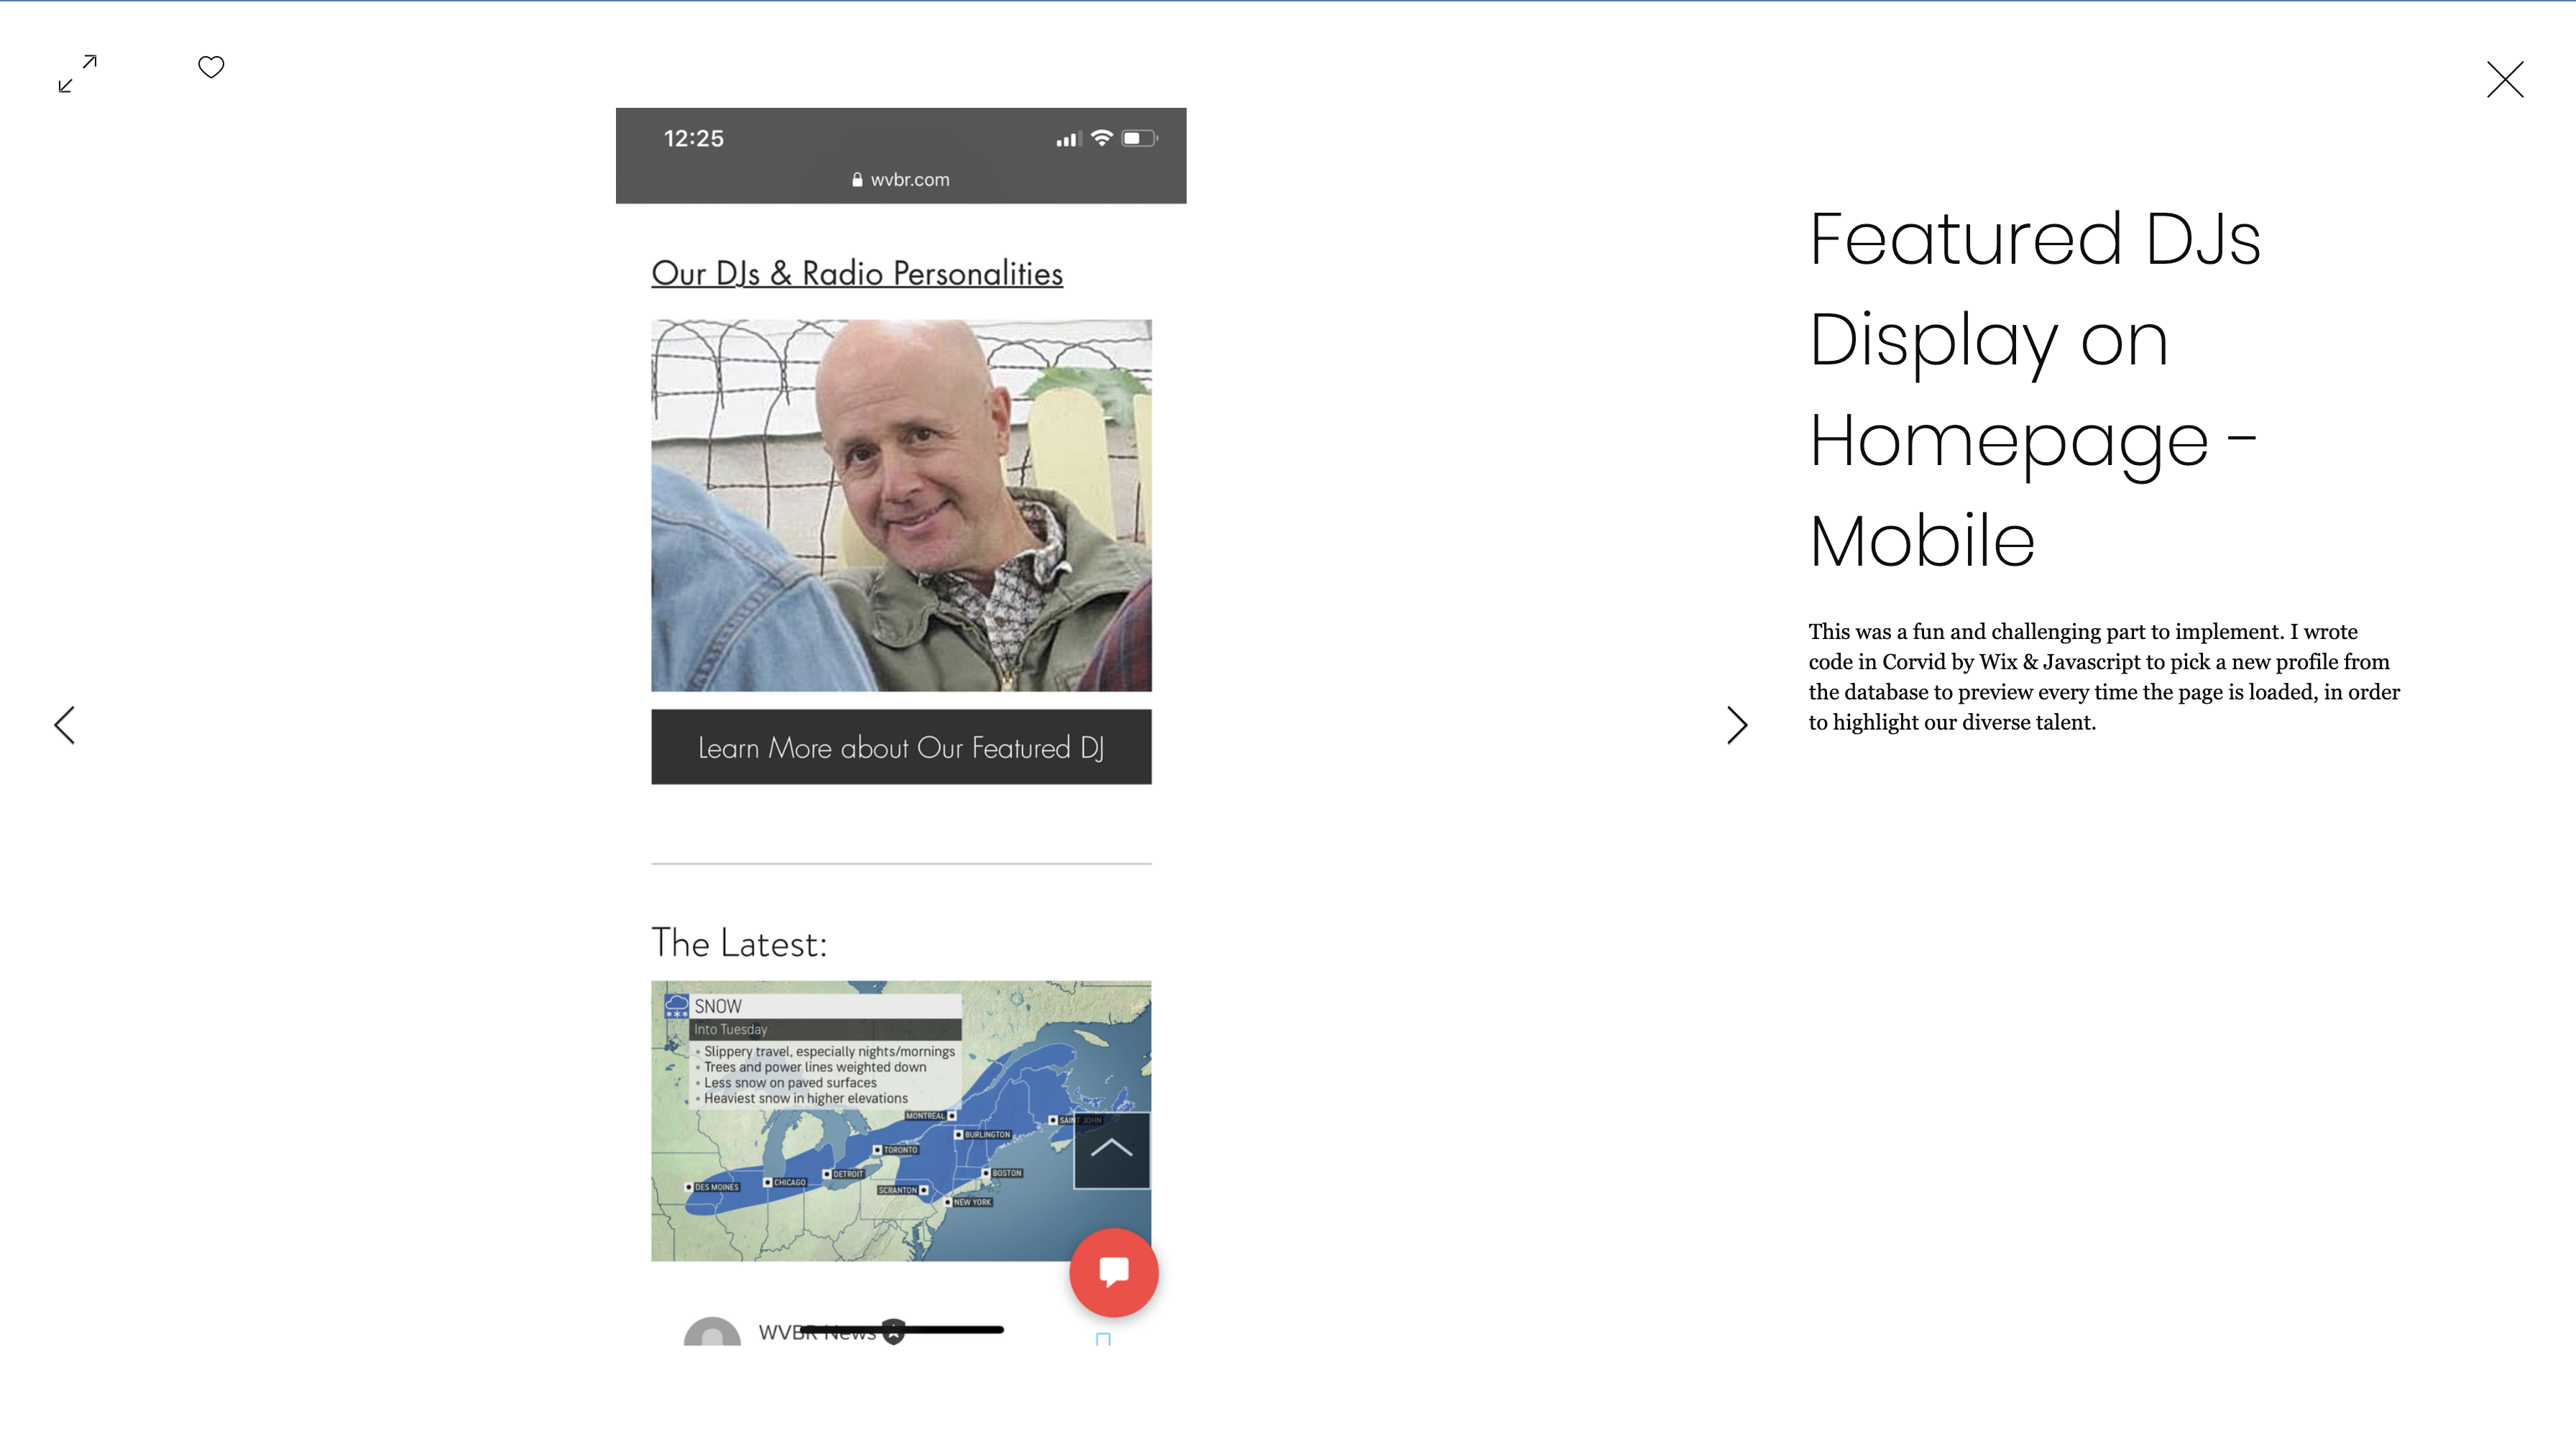 12:25
wvbr.com
Our DJs & Radio Personalities
Learn More about Our Featured DJ
The Latest:
SNOW
Into Tuesday
• Slippery travel, especially nights/mornings
• Trees and power lines weighted down
• Less snow on paved surfaces
• Heaviest snow in higher elevations
MONTREAL
SAINT JOHN
BURLINGTON
TORONTO
BOSTON
DETROIT
CHICAGO
DES MOINES
SCRANTON
NEW YORK
WVBR News
Featured DJs
Display on
Homepage -
Mobile
This was a fun and challenging part to implement. I wrote
code in Corvid by Wix & Javascript to pick a new profile from
the database to preview every time the page is loaded, in order
to highlight our diverse talent.